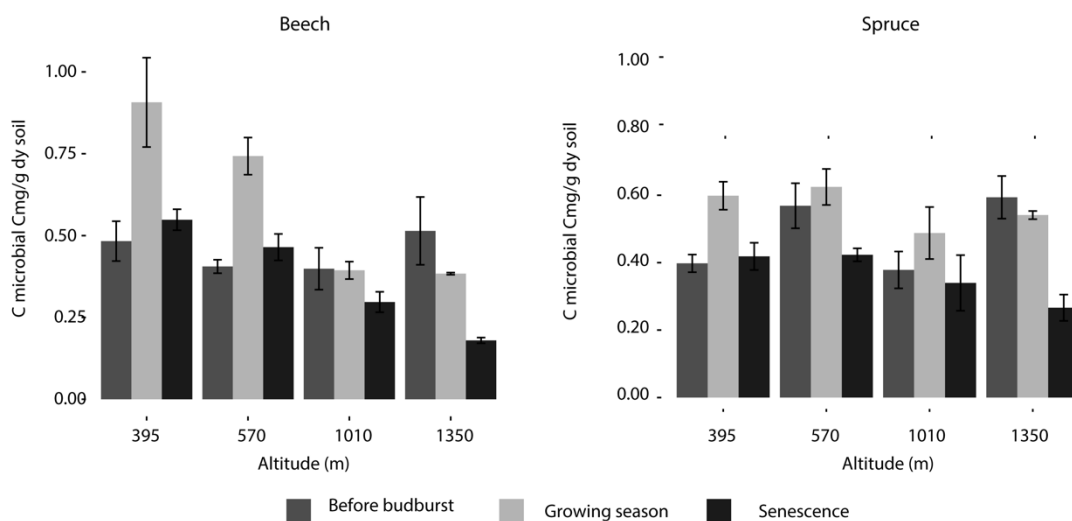 Beech
C microbial Cmg/g dy soil
1.00
0.75
0.50
0.25
0.00
395 570 1010 1350
Altitude (m)
Spruce
C microbial Cmg/g dy soil
1.00
0.80
0.60
0.40
0.20
0.00
395 570 1010 1350
Altitude (m)
Before budburst Growing season Senescence